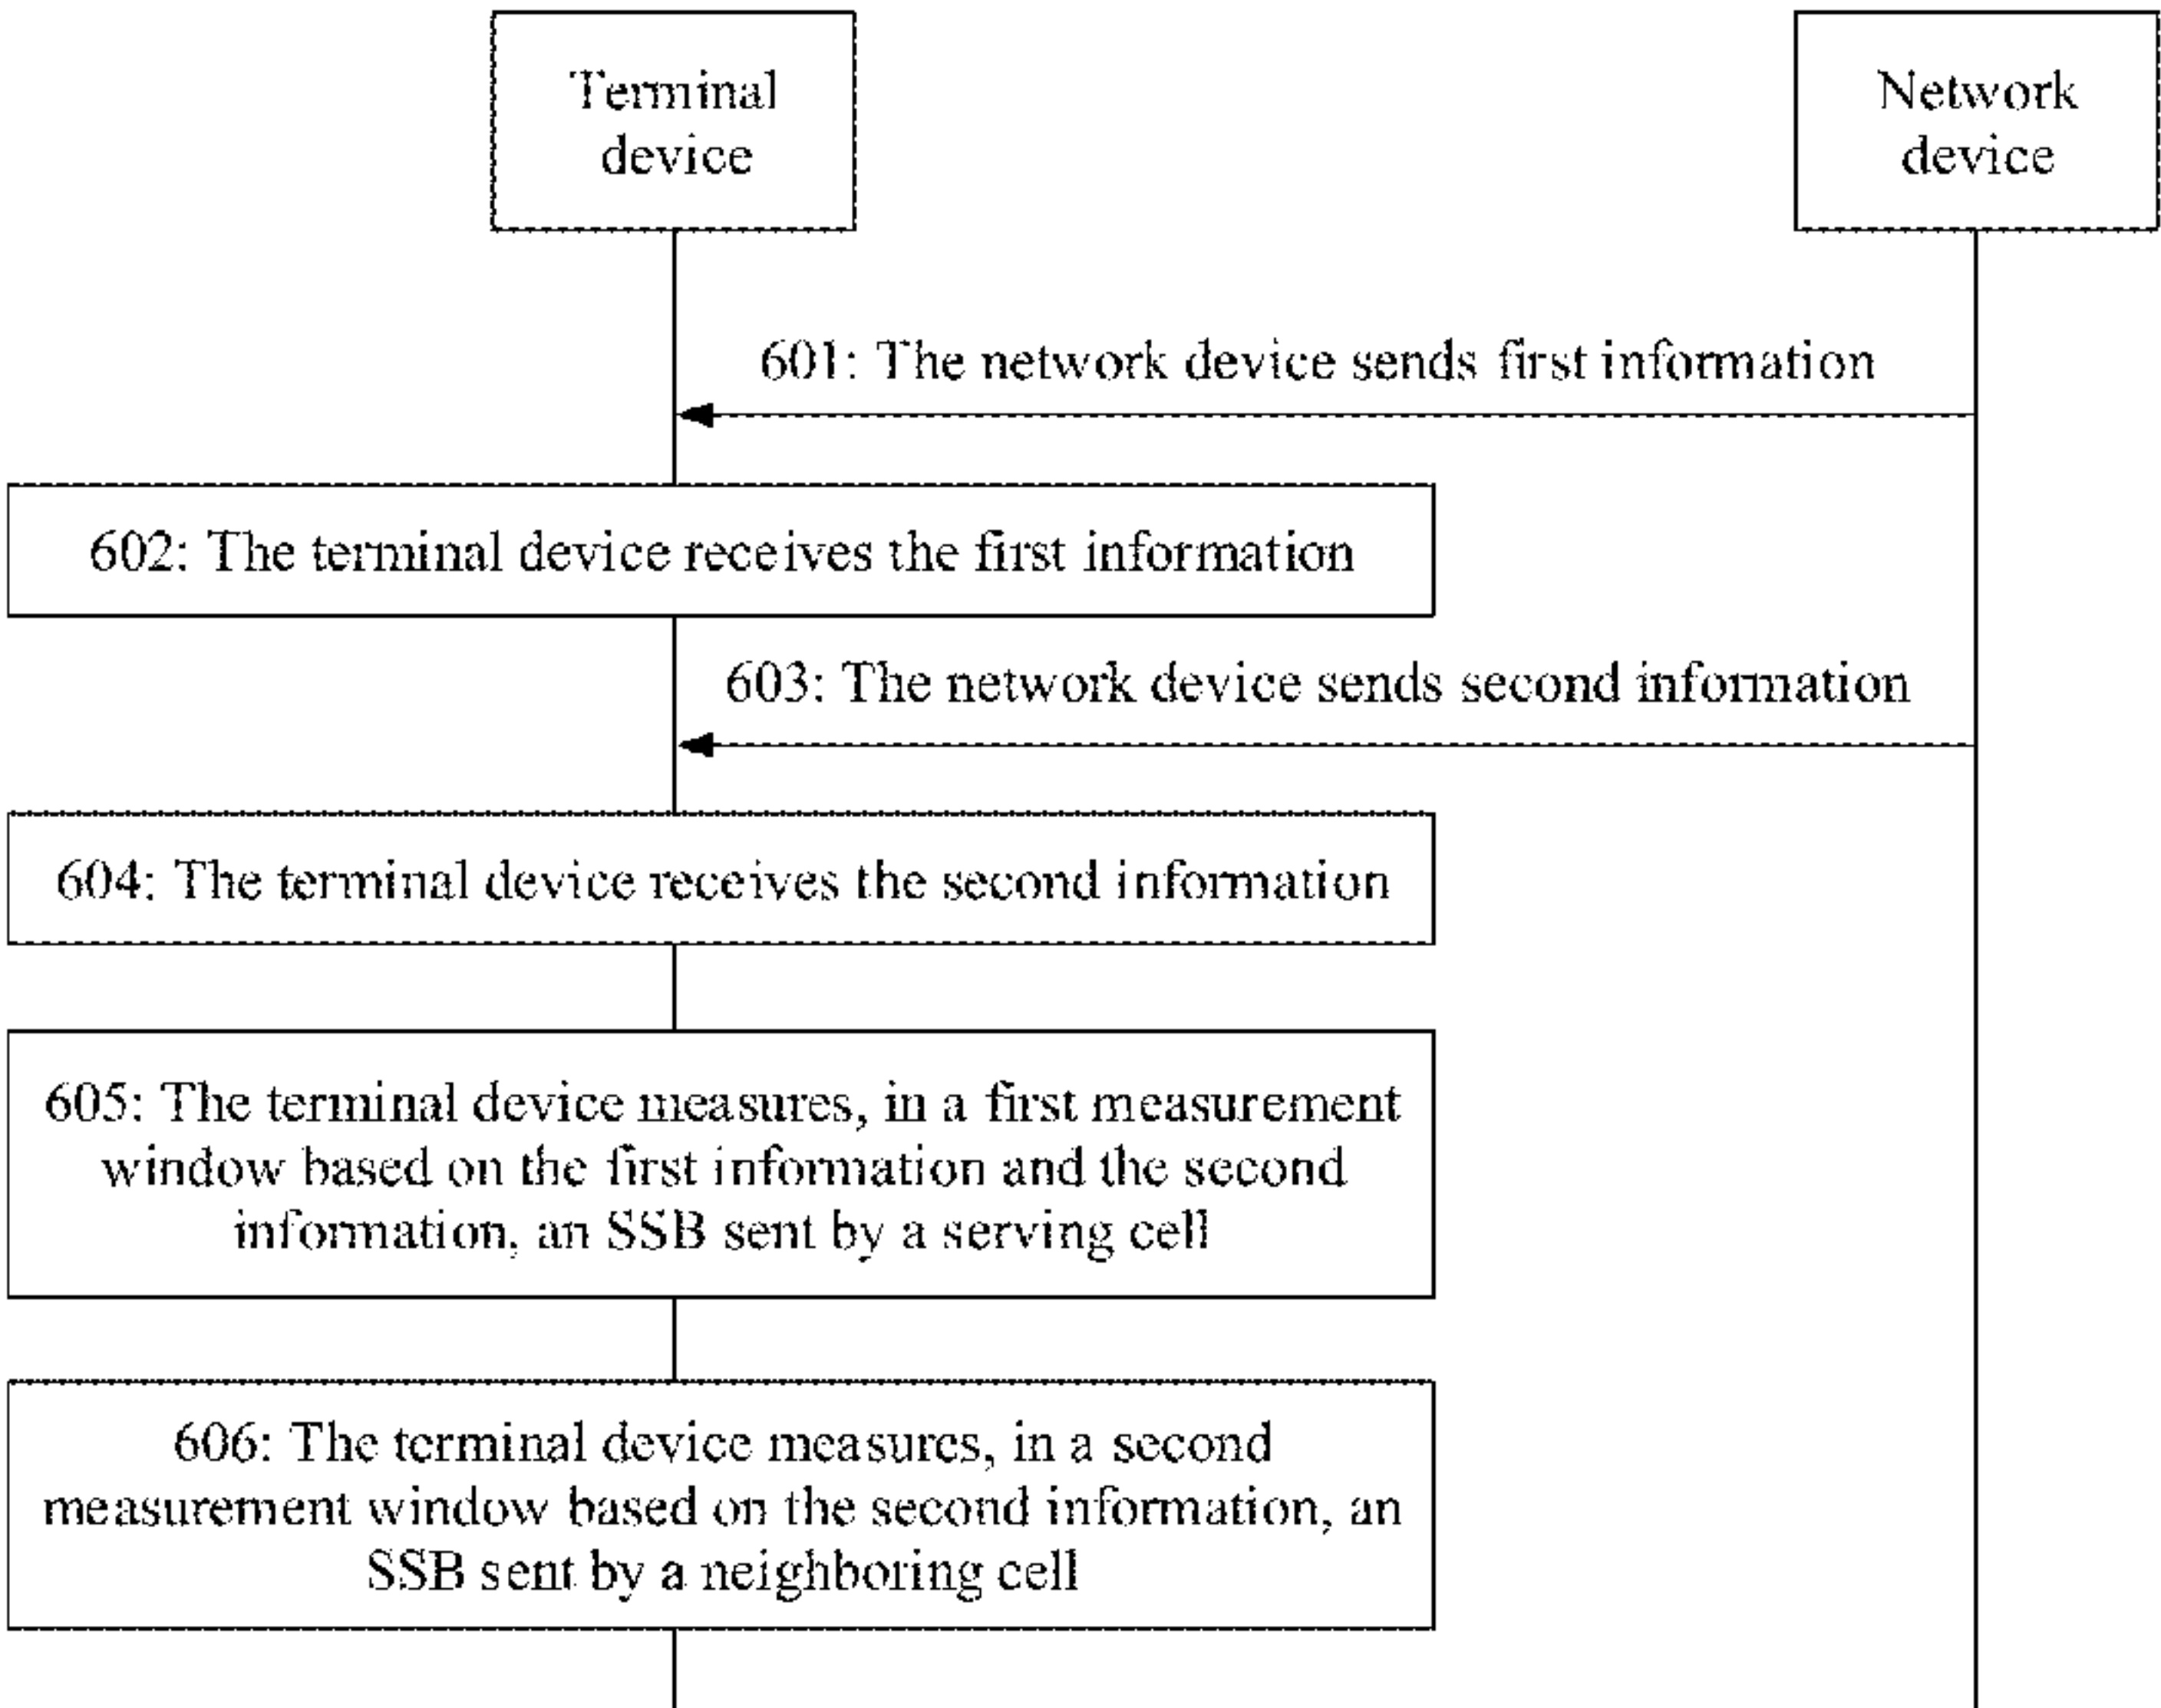 Terminal
device
Network
device
601: The network device sends first information
602: The terminal device receives the first information
603: The network device sends second information
604: The terminal device receives the second information
605: The terminal device measures, in a first measurement
window based on the first information and the second
information, an SSB sent by a serving cell
606: The terminal device measures, in a second
measurement window based on the second information, an
SSB sent by a neighboring cell